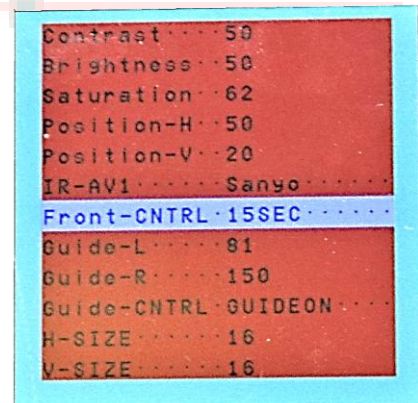 Contrast····50
Brightness··50
Saturation··62
Position-H··50
Position-V··20
IR-AV1······Sanyo··
Front-CNTRL·15SEC······
Guide-L·····81
Guide-R·····150
Guide-CNTRL·GUIDEON····
H-SIZE······16
V-SIZE······16